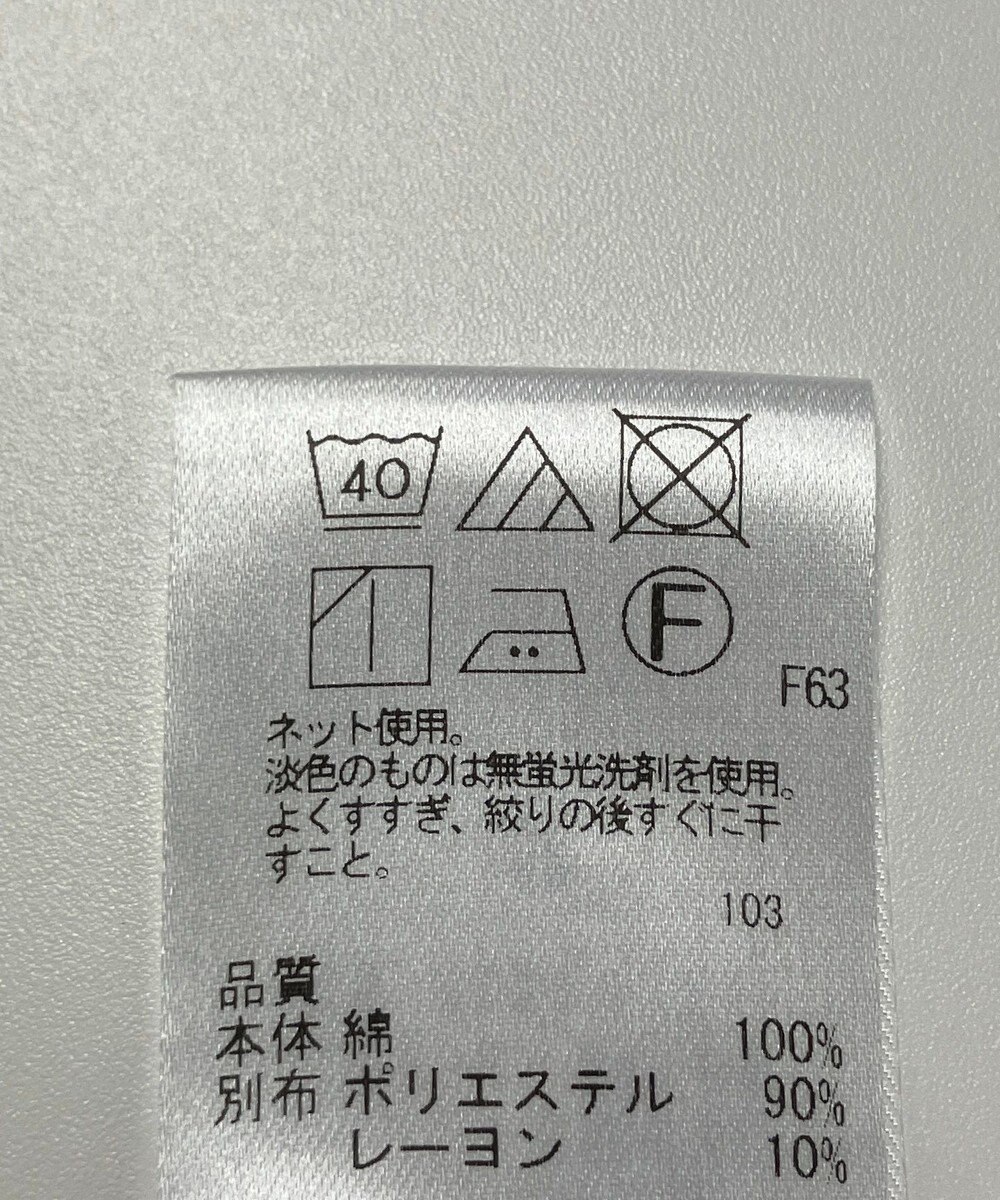 40
F
F63
ネット使用。
淡色のものは無蛍光洗剤を使用。
よくすすぎ、絞りの後すぐに干
すこと。
103
品質
本体 綿 100%
別布 ポリエステル 90%
レーヨン 10%